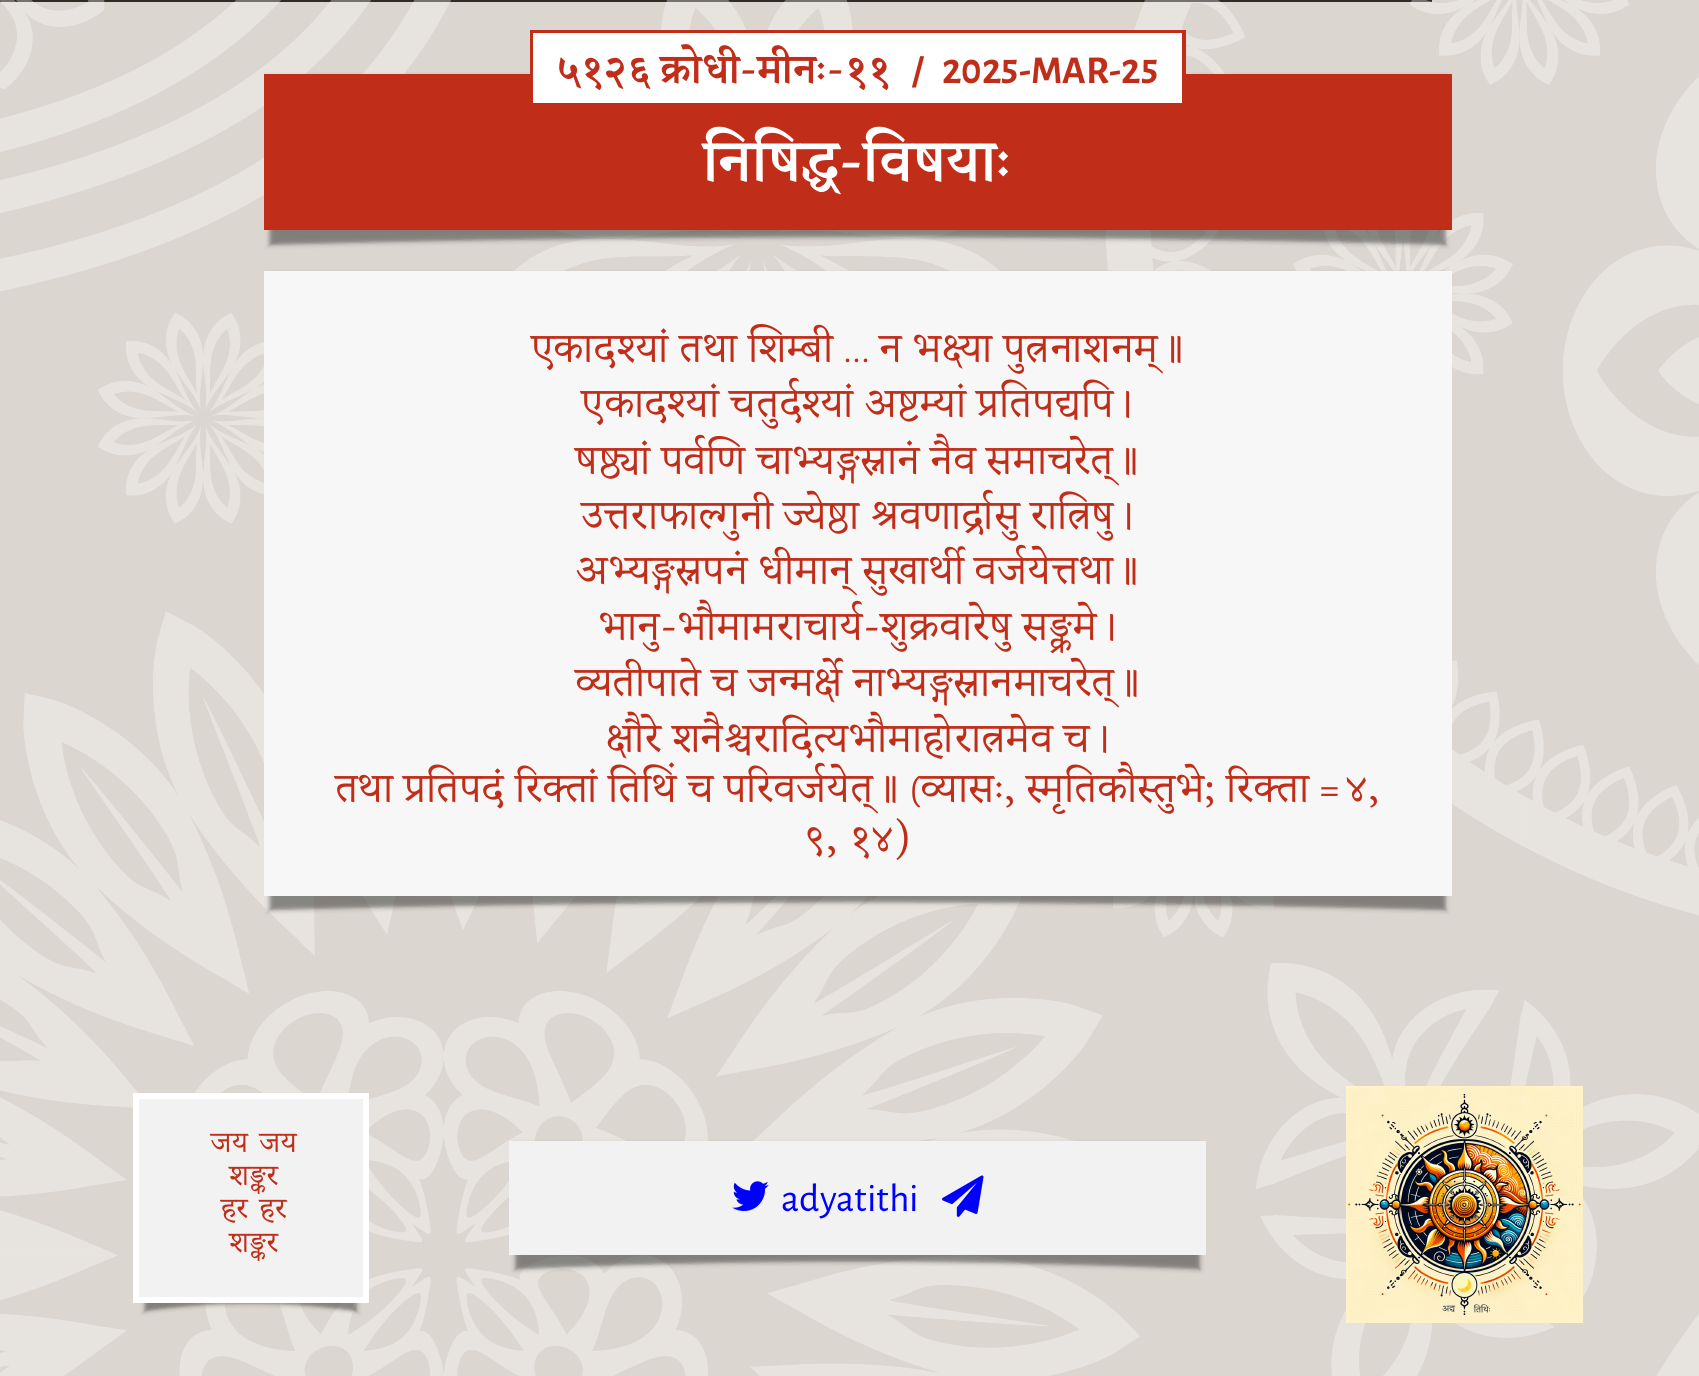 ५१२६ क्रोधी-मीनः-११ / 2025-MAR-25
निषिद्ध-विषयाः
एकादश्यां तथा शिम्बी … न भक्ष्या पुत्रनाशनम्॥
एकादश्यां चतुर्दश्यां अष्टम्यां प्रतिपद्यपि।
षष्ठ्यां पर्वणि चाभ्यङ्गस्नानं नैव समाचरेत्॥
उत्तराफाल्गुनी ज्येष्ठा श्रवणार्द्रासु रात्रिषु।
अभ्यङ्गस्नपनं धीमान् सुखार्थी वर्जयेत्तथा॥
भानु-भौमामराचार्य-शुक्रवारेषु सङ्क्रमे।
व्यतीपाते च जन्मर्क्षे नाभ्यङ्गस्नानमाचरेत्॥
क्षौरे शनैश्चरादित्यभौमाहोरात्रमेव च।
तथा प्रतिपदं रिक्तां तिथिं च परिवर्जयेत्॥ (व्यासः, स्मृतिकौस्तुभे; रिक्ता = ४,
९, १४)
जय जय
शङ्कर
हर हर
शङ्कर
adyatithi
अद्य तिथिः